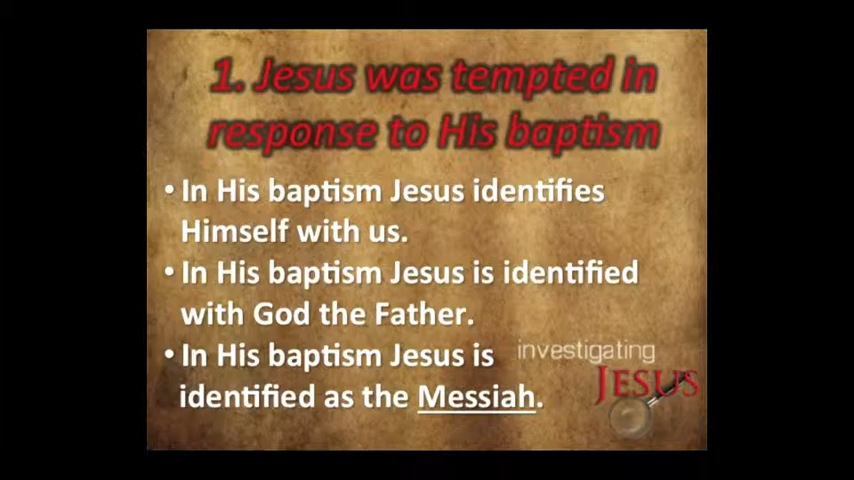 1. Jesus was tempted in
response to His baptism
• In His baptism Jesus identifies
Himself with us.
• In His baptism Jesus is identified
with God the Father.
• In His baptism Jesus is
identified as the Messiah.
investigating
JESUS